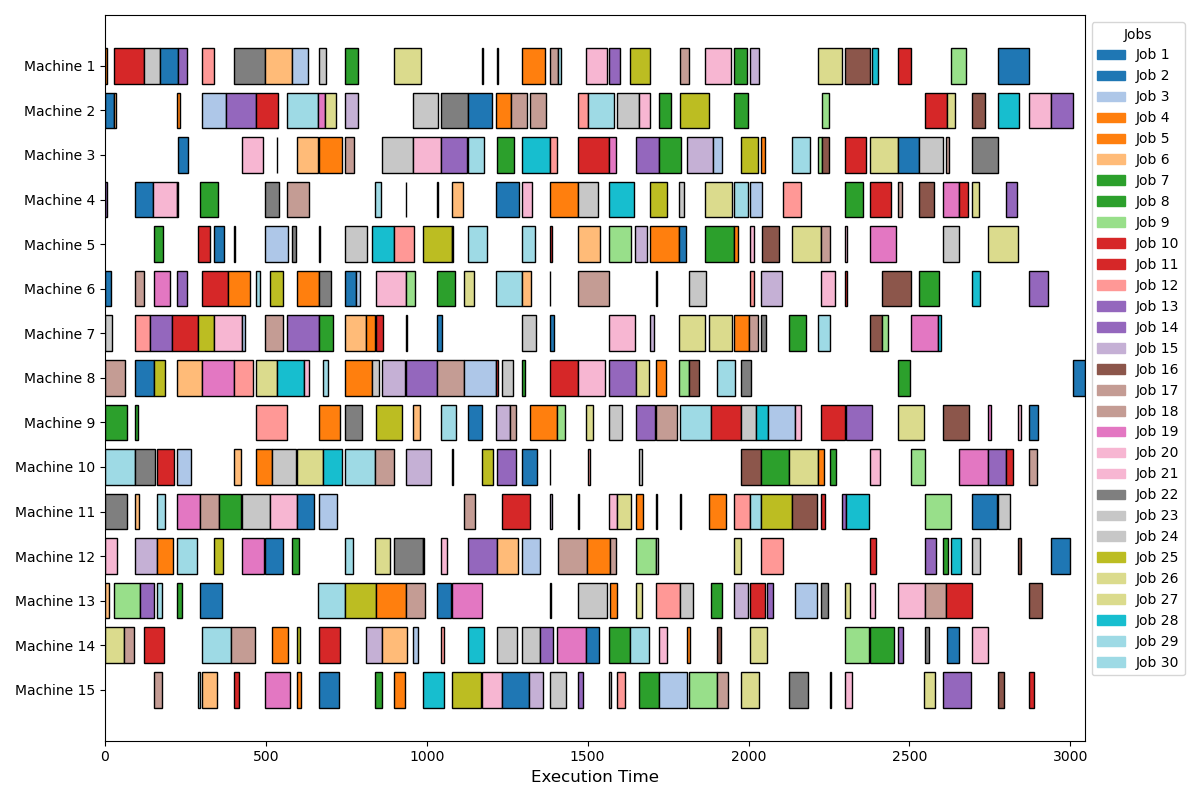 Machine 1
Machine 2
Machine 3
Machine 4
Machine 5
Machine 6
Machine 7
Machine 8
Machine 9
Machine 10
Machine 11
Machine 12
Machine 13
Machine 14
Machine 15
0 500 1000 1500 2000 2500 3000
Execution Time
Jobs
Job 1
Job 2
Job 3
Job 4
Job 5
Job 6
Job 7
Job 8
Job 9
Job 10
Job 11
Job 12
Job 13
Job 14
Job 15
Job 16
Job 17
Job 18
Job 19
Job 20
Job 21
Job 22
Job 23
Job 24
Job 25
Job 26
Job 27
Job 28
Job 29
Job 30